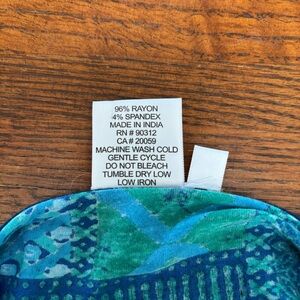 96% RAYON
4% SPANDEX
MADE IN INDIA
RN # 90312
CA # 20059
MACHINE WASH COLD
GENTLE CYCLE
DO NOT BLEACH
TUMBLE DRY LOW
LOW IRON